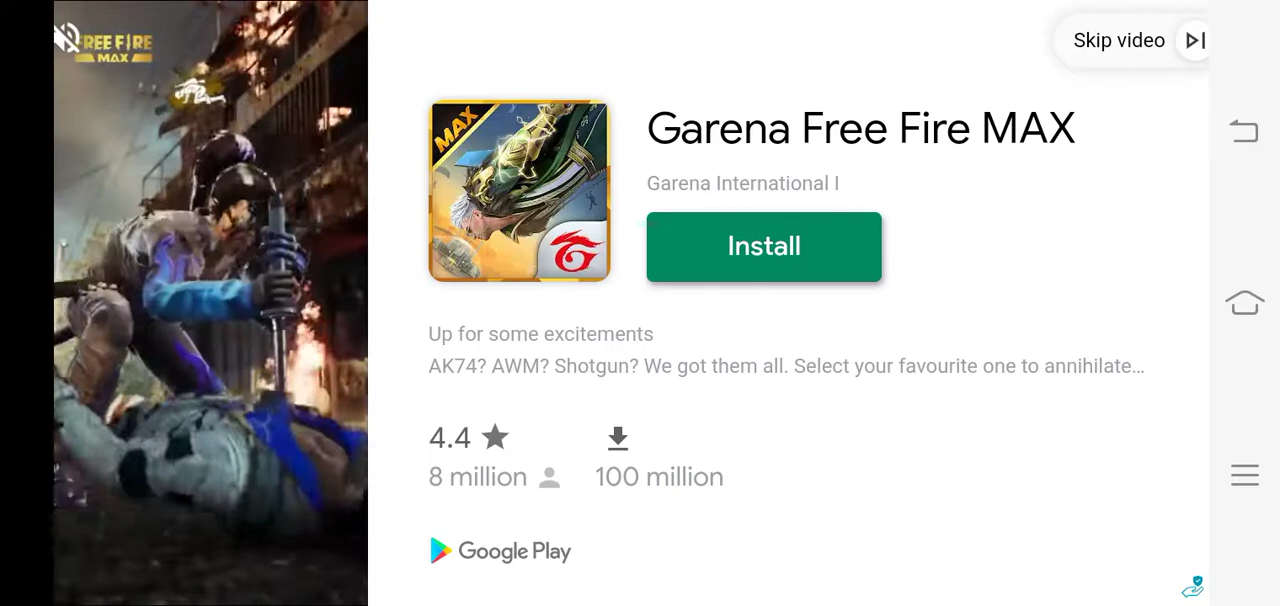 FREE FIRE
MAX
Skip video
MAX
Garena Free Fire MAX
Garena International I
Install
Up for some excitements
AK74? AWM? Shotgun? We got them all. Select your favourite one to annihilate...
4.4
8 million
100 million
Google Play